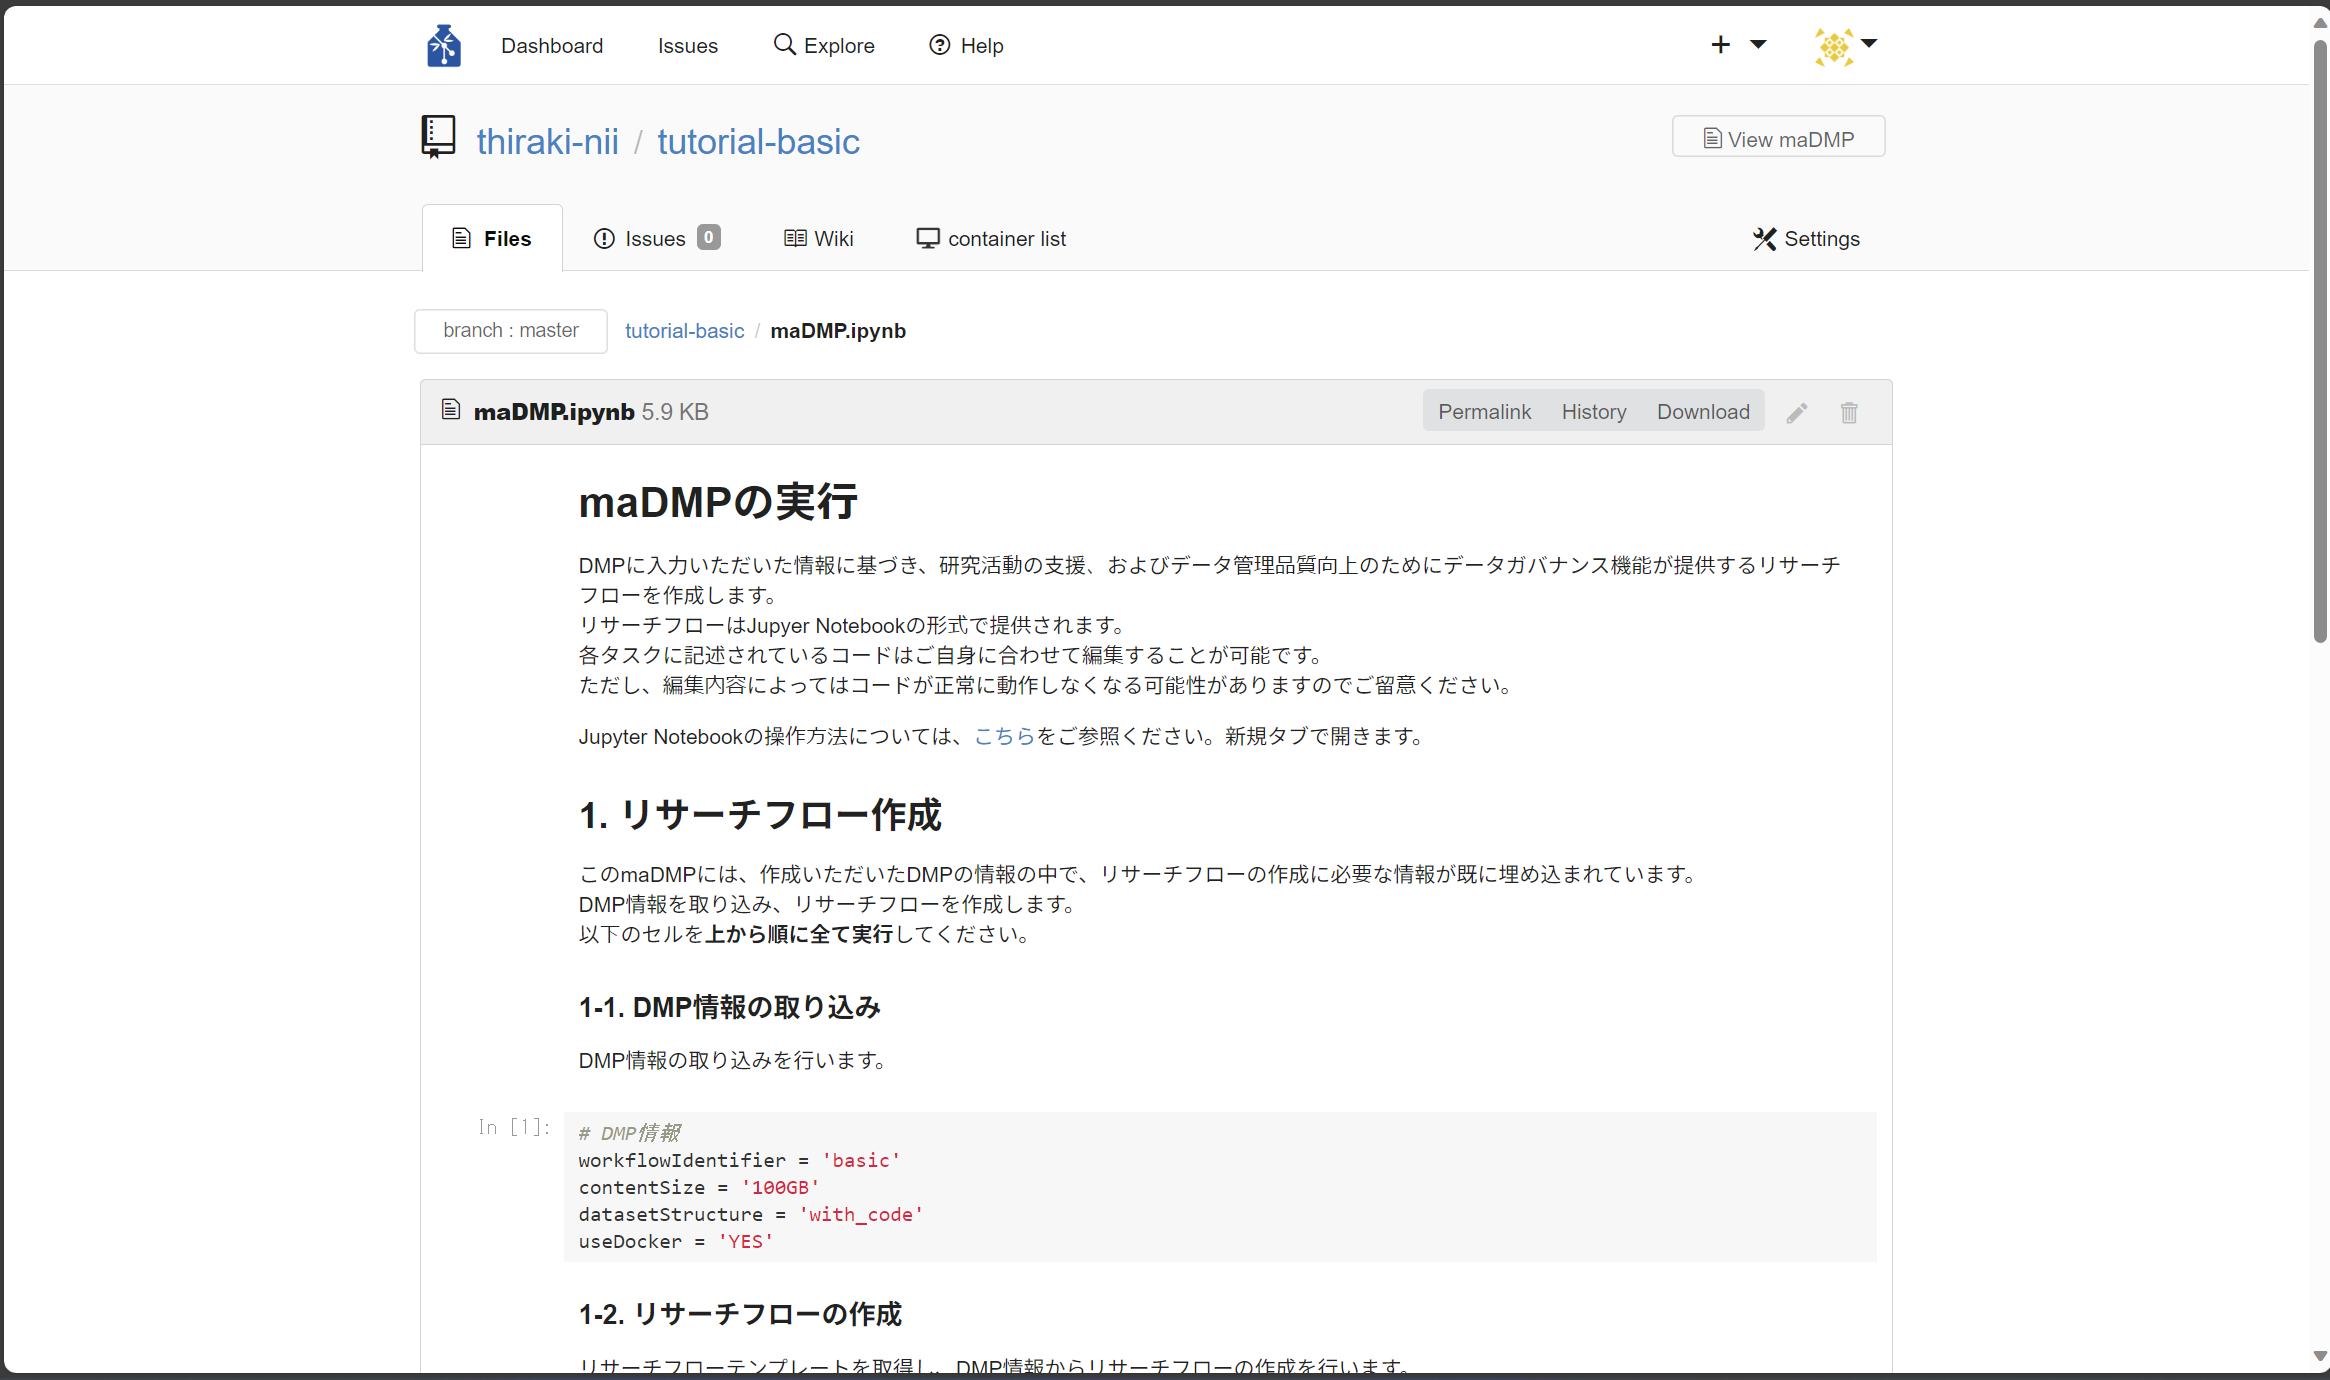 Dashboard Issues Explore Help
thiraki-nii / tutorial-basic
View maDMP
Files Issues 0 Wiki container list Settings
branch : master tutorial-basic / maDMP.ipynb
maDMP.ipynb 5.9 KB Permalink History Download
maDMPの実行
DMPに入力いただいた情報に基づき、研究活動の支援、およびデータ管理品質向上のためにデータガバナンス機能が提供するリサーチ
フローを作成します。
リサーチフローはJupyer Notebookの形式で提供されます。
各タスクに記述されているコードはご自身に合わせて編集することが可能です。
ただし、編集内容によってはコードが正常に動作しなくなる可能性がありますのでご留意ください。
Jupyter Notebookの操作方法については、こちらをご参照ください。新規タブで開きます。
1. リサーチフロー作成
このmaDMPには、作成いただいたDMPの情報の中で、リサーチフローの作成に必要な情報が既に埋め込まれています。
DMP情報を取り込み、リサーチフローを作成します。
以下のセルを上から順に全て実行してください。
1-1. DMP情報の取り込み
DMP情報の取り込みを行います。
In [1]:
# DMP情報
workflowIdentifier = 'basic'
contentSize = '100GB'
datasetStructure = 'with_code'
useDocker = 'YES'
1-2. リサーチフローの作成
リサーチフローテンプレートを取得し、DMP情報からリサーチフローの作成を行います。